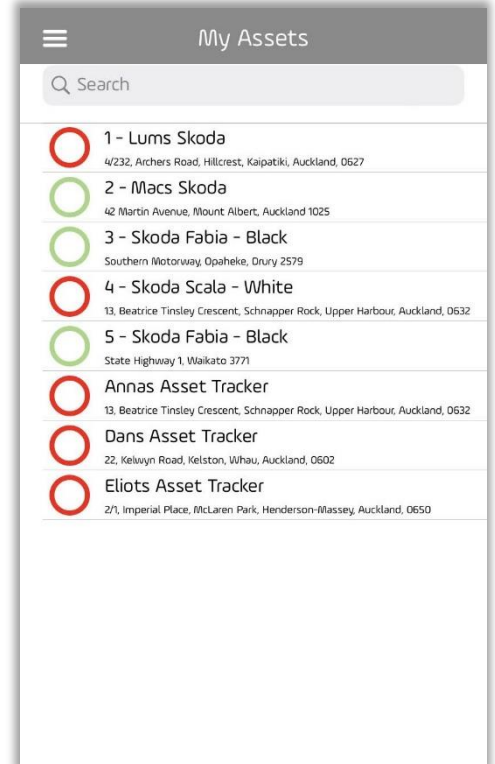 My Assets
Search
1 - Lums Skoda
4/232, Archers Road, Hillcrest, Kaipatiki, Auckland, 0627
2 - Macs Skoda
42 Martin Avenue, Mount Albert, Auckland 1025
3 - Skoda Fabia - Black
Southern Motorway, Opaheke, Drury 2579
4 - Skoda Scala - White
13, Beatrice Tinsley Crescent, Schnapper Rock, Upper Harbour, Auckland, 0632
5 - Skoda Fabia - Black
State Highway 1, Waikato 3771
Annas Asset Tracker
13, Beatrice Tinsley Crescent, Schnapper Rock, Upper Harbour, Auckland, 0632
Dans Asset Tracker
22, Kelwyn Road, Kelston, Whau, Auckland, 0602
Eliots Asset Tracker
2/1, Imperial Place, McLaren Park, Henderson-Massey, Auckland, 0650